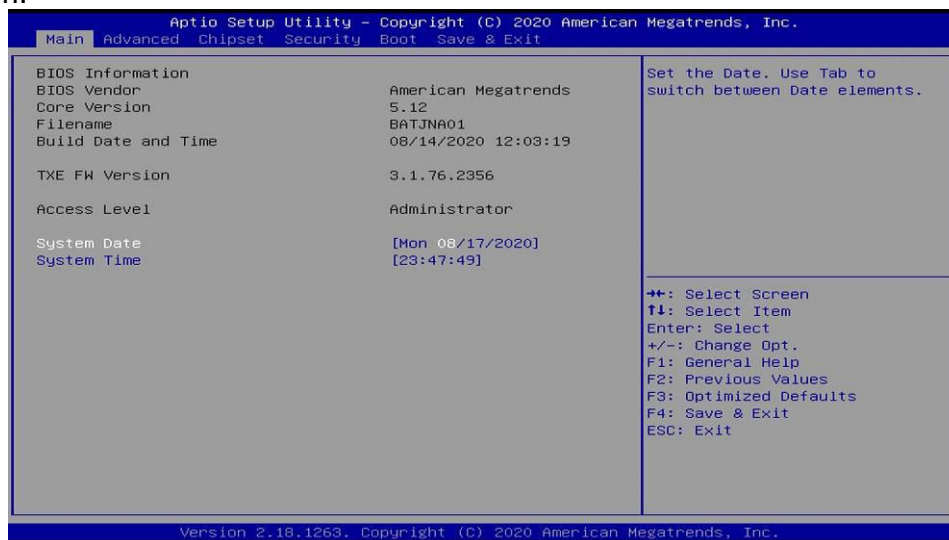 Aptio Setup Utility – Copyright (C) 2020 American Megatrends, Inc.
Main Advanced Chipset Security Boot Save & Exit
BIOS Information
BIOS Vendor American Megatrends
Core Version 5.12
Filename BATJNA01
Build Date and Time 08/14/2020 12:03:19
TXE FW Version 3.1.76.2356
Access Level Administrator
System Date [Mon 08/17/2020]
System Time [23:47:49]
Set the Date. Use Tab to
switch between Date elements.
→←: Select Screen
↑↓: Select Item
Enter: Select
+/-: Change Opt.
F1: General Help
F2: Previous Values
F3: Optimized Defaults
F4: Save & Exit
ESC: Exit
Version 2.18.1263. Copyright (C) 2020 American Megatrends, Inc.